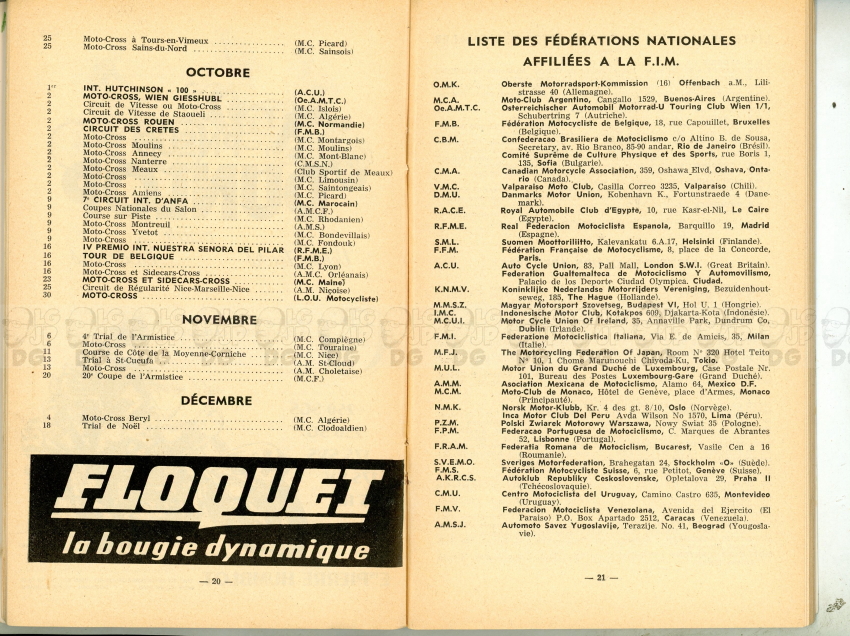 25 Moto-Cross à Tours-en-Vimeux (M.C. Picard)
25 Moto-Cross Sains-du-Nord (M.C. Sainsois)
OCTOBRE
1er INT. HUTCHINSON « 100 » (A.C.U.)
2 MOTO-CROSS, WIEN GIESSHUBL (Oe.A.M.T.C.)
2 Circuit de Vitesse ou Moto-Cross (M.C. Islois)
2 Circuit de Vitesse de Staoueli (M.C. Algérie)
2 MOTO-CROSS ROUEN (M.C. Normandie)
2 CIRCUIT DES CRETES (F.M.B.)
2 Moto-Cross (M.C. Montargois)
2 Moto-Cross Moulins (M.C. Moulins)
2 Moto-Cross Annecy (M.C. Mont-Blanc)
2 Moto-Cross Nanterre (C.M.S.N.)
2 Moto-Cross Meaux (Club Sportif de Meaux)
2 Moto-Cross (M.C. Limousin)
2 Moto-Cross (M.C. Saintongeais)
2 Moto-Cross Amiens (M.C. Picard)
9 7e CIRCUIT INT. D'ANFA (M.C. Marocain)
9 Coupes Nationales du Salon (A.M.C.F.)
9 Course sur Piste (M.C. Rhodanien)
9 Moto-Cross Montreuil (A.M.S.)
9 Moto-Cross Yvetot (M.C. Bondevillais)
9 Moto-Cross (M.C. Fondouk)
16 IV PREMIO INT. NUESTRA SENORA DEL PILAR (R.F.M.E.)
16 TOUR DE BELGIQUE (F.M.B.)
16 Moto-Cross (M.C. Lyon)
16 Moto-Cross et Sidecars-Cross (A.M.C. Orléanais)
23 MOTO-CROSS ET SIDECARS-CROSS (M.C. Maine)
25 Circuit de Régularité Nice-Marseille-Nice (A.M. Niçoise)
30 MOTO-CROSS (L.O.U. Motocycliste)
NOVEMBRE
6 4e Trial de l'Armistice (M.C. Compiègne)
6 Moto-Cross (M.C. Touraine)
11 Course de Côte de la Moyenne-Corniche (M.C. Nice)
13 Trial à St-Cucufa (A.M. St-Cloud)
13 Moto-Cross (A.M. Choletaise)
20 20e Coupe de l'Armistice (M.C.F.)
DÉCEMBRE
4 Moto-Cross Beryl (M.C. Algérie)
18 Trial de Noël (M.C. Clodoaldien)
FLOQUET
la bougie dynamique
— 20 —
LISTE DES FÉDÉRATIONS NATIONALES
AFFILIÉES A LA F.I.M.
O.M.K. Oberste Motorradsport-Kommission (16) Offenbach a.M., Lili-
strasse 40 (Allemagne).
M.C.A. Moto-Club Argentino, Cangallo 1529, Buenos-Aires (Argentine).
Oe.A.M.T.C. Osterreichischer Automobil Motorrad-U Touring Club Wien 1/1,
Schubertring 7 (Autriche).
F.M.B. Fédération Motocycliste de Belgique, 18, rue Capouillet, Bruxelles
(Belgique).
C.B.M. Confederacao Brasiliera de Motociclismo c/o Altino B. de Sousa,
Secretary, av. Rio Branco, 85-90 andar, Rio de Janeiro (Brésil).
Comité Suprême de Culture Physique et des Sports, rue Boris 1,
135, Sofia (Bulgarie).
C.M.A. Canadian Motorcycle Association, 359, Oshawa Elvd, Oshava, Onta-
rio (Canada).
V.M.C. Valparaiso Moto Club, Casilla Correo 3235, Valparaiso (Chili).
D.M.U. Danmarks Motor Union, Kobenhavn K., Fortunstraede 4 (Dane-
mark).
R.A.C.E. Royal Automobile Club d'Egypte, 10, rue Kasr-el-Nil, Le Caire
(Egypte).
R.F.M.E. Real Federacion Motociclista Espanola, Barquillo 19, Madrid
(Espagne).
S.M.L. Suomen Moottoriliitto, Kalevankatu 6.A.17, Helsinki (Finlande).
F.F.M. Fédération Française de Motocyclisme, 8, place de la Concorde,
Paris.
A.C.U. Auto Cycle Union, 83, Pall Mall, London S.W.I. (Great Britain).
Federacion Gualtemalteca de Motociclismo Y Automovilismo,
Palacio de los Deporte Ciudad Olympica, Ciudad.
K.N.M.V. Koninklijke Nederlandse Motorrijders Vereniging, Bezuidenhout-
seweg, 185, The Hague (Hollande).
M.M.S.Z. Magyar Motorsport Szovetseg, Budapest VI, Hol U. 1 (Hongrie).
I.M.C. Indonesische Motor Club, Kotakpos 609, Djakarta-Kota (Indonésie).
M.C.U.I. Motor Cycle Union Of Ireland, 35, Annaville Park, Dundrum Co,
Dublin (Irlande).
F.M.I. Federazione Motociclistica Italiana, Via E. de Amicis, 35, Milan
(Italie).
M.F.J. The Motorcycling Federation Of Japan, Room N° 320 Hotel Teito
N° 10, 1 Chome Marunouchi Chiyoda-Ku, Tokio.
M.U.L. Motor Union du Grand Duché de Luxembourg, Case Postale Nr.
101, Bureau des Postes Luxembourg-Gare (Grand Duché).
A.M.M. Asociation Mexicana de Motociclismo, Alamo 64, Mexico D.F.
M.C.M. Moto-Club de Monaco, Hôtel de Genève, place d'Armes, Monaco
(Principauté).
N.M.K. Norsk Motor-Klubb, Kr. 4 des gt. 8/10, Oslo (Norvège).
Inca Motor Club Del Peru Avda Wilson No 1570, Lima (Péru).
P.Z.M. Polski Zwiarek Motorowy Warszawa, Nowy Swiat 35 (Pologne).
F.P.M. Federacao Portuguesa de Motociclismo, C. Marques de Abrantes
52, Lisbonne (Portugal).
F.R.A.M. Federatia Romana de Motociclism, Bucarest, Vasile Cen à 16
(Roumanie).
S.V.E.M.O. Sveriges Motorfederation, Brahegatan 24, Stockholm «O» (Suède).
F.M.S. Fédération Motocycliste Suisse, 6, rue Petitot, Genève (Suisse).
A.K.R.C.S. Autoklub Republiky Ceskoslovenske, Opletalova 29, Praha II
(Tchécoslovaquie).
C.M.U. Centro Motociclista del Uruguay, Camino Castro 635, Montevideo
(Uruguay).
F.M.V. Federacion Motociclista Venezolana, Avenida del Ejercito (El
Paraiso) P.O. Box Apartado 2512, Caracas (Venezuela).
A.M.S.J. Automoto Savez Yugoslavije, Terazije. No. 41, Beograd (Yougosla-
vie).
— 21 —
DG DG DG DG DG DG DG DG